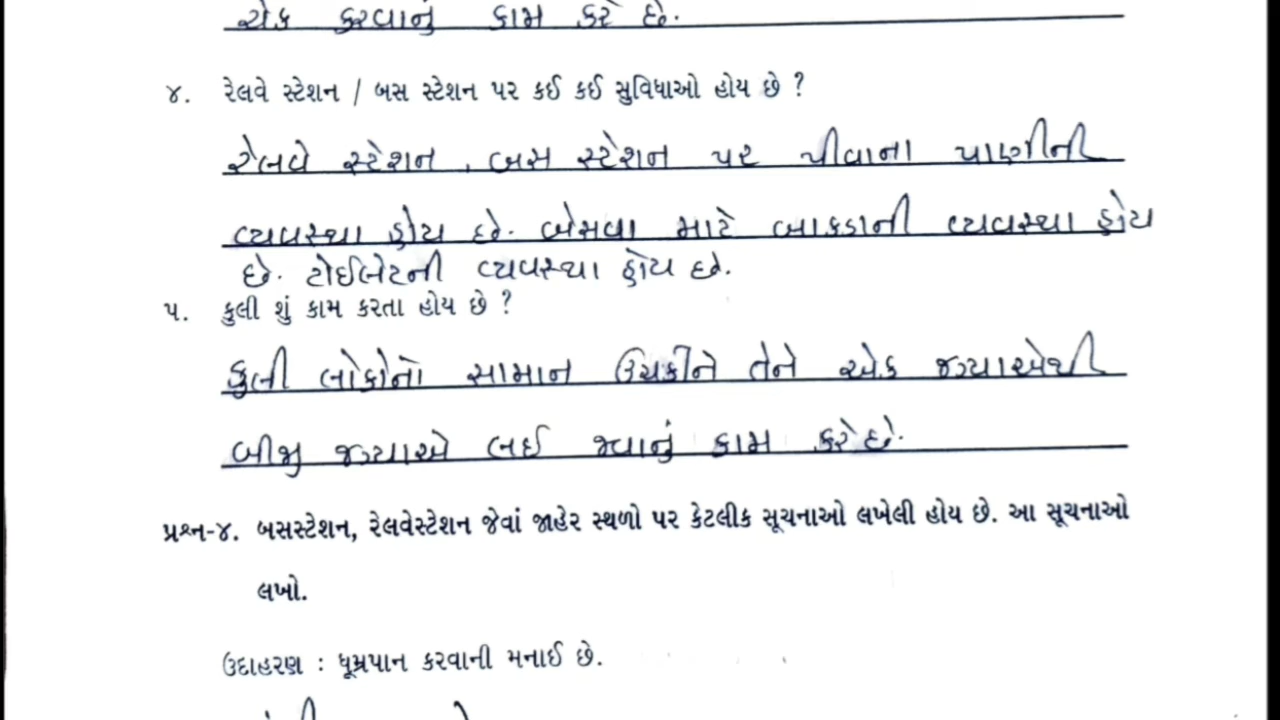 ચેક કરવાનું કામ કરે છે.
૪. રેલવે સ્ટેશન / બસ સ્ટેશન પર કઈ કઈ સુવિધાઓ હોય છે ?
રેલવે સ્ટેશન, બસ સ્ટેશન પર પીવાના પાણીની
વ્યવસ્થા હોય છે. બેસવા માટે બાકડાની વ્યવસ્થા હોય
છે. ટોઈલેટની વ્યવસ્થા હોય છે.
૫. કુલી શું કામ કરતા હોય છે ?
કુલી લોકોનો સામાન ઉચકીને તેને એક જગ્યાએથી
બીજી જગ્યાએ લઈ જવાનું કામ કરે છે.
પ્રશ્ન-૪. બસસ્ટેશન, રેલવેસ્ટેશન જેવાં જાહેર સ્થળો પર કેટલીક સૂચનાઓ લખેલી હોય છે. આ સૂચનાઓ
લખો.
ઉદાહરણ : ધૂમ્રપાન કરવાની મનાઈ છે.